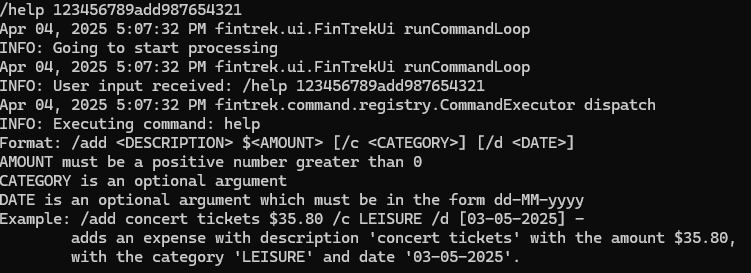 /help 123456789add987654321
Apr 04, 2025 5:07:32 PM fintrek.ui.FinTrekUi runCommandLoop
INFO: Going to start processing
Apr 04, 2025 5:07:32 PM fintrek.ui.FinTrekUi runCommandLoop
INFO: User input received: /help 123456789add987654321
Apr 04, 2025 5:07:32 PM fintrek.command.registry.CommandExecutor dispatch
INFO: Executing command: help
Format: /add <DESCRIPTION> $<AMOUNT> [/c <CATEGORY>] [/d <DATE>]
AMOUNT must be a positive number greater than 0
CATEGORY is an optional argument
DATE is an optional argument which must be in the form dd-MM-yyyy
Example: /add concert tickets $35.80 /c LEISURE /d [03-05-2025] -
        adds an expense with description 'concert tickets' with the amount $35.80,
        with the category 'LEISURE' and date '03-05-2025'.